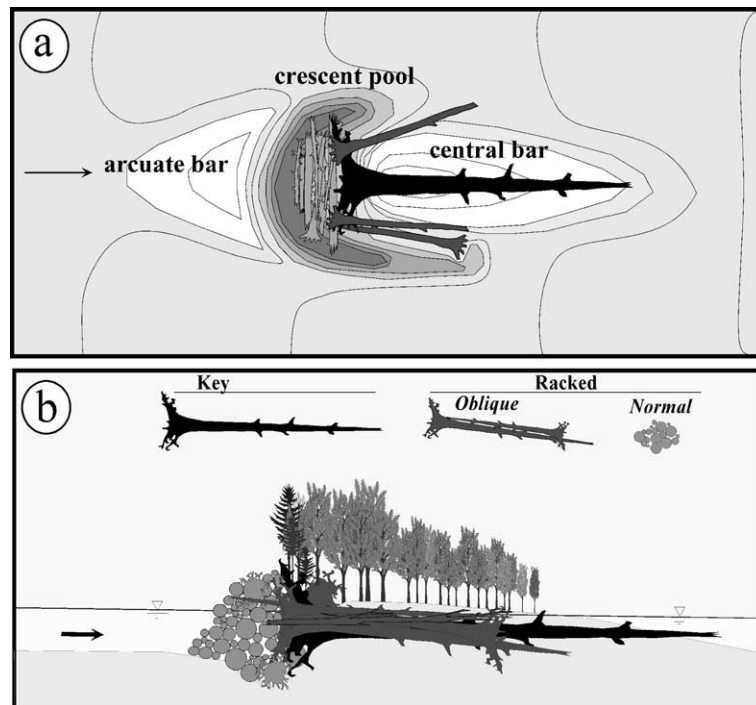 a
crescent pool
arcuate bar
central bar
b
Key
Racked
Oblique
Normal